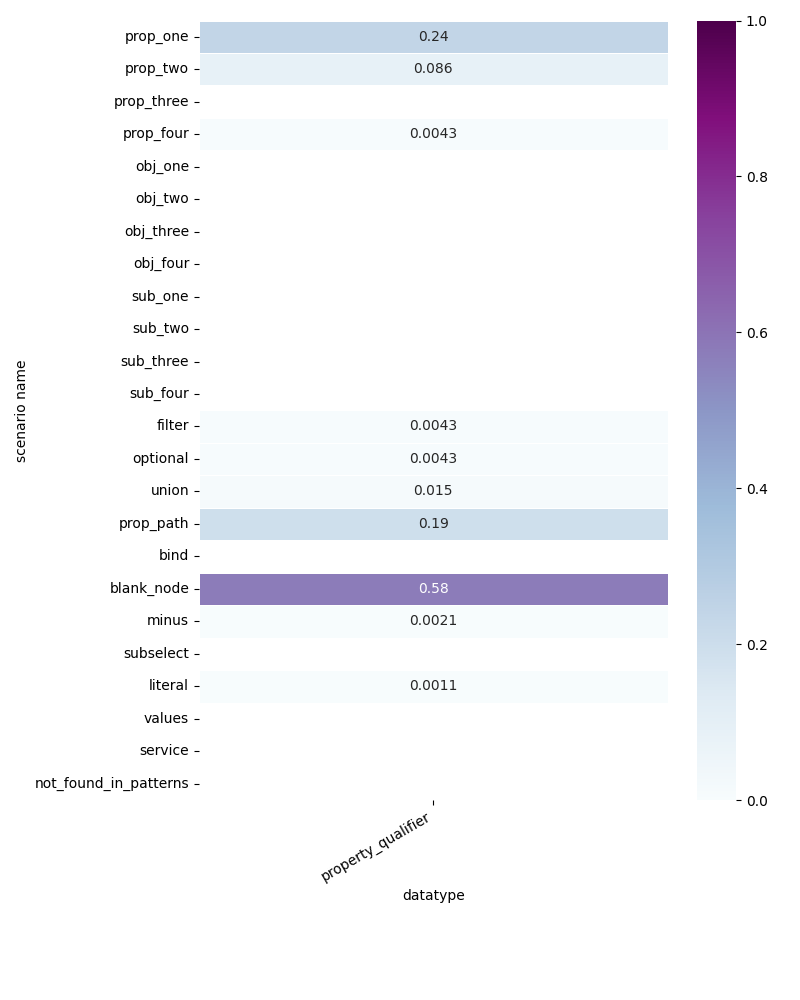 prop_one 0.24
prop_two 0.086
prop_three
prop_four 0.0043
obj_one
obj_two
obj_three
obj_four
sub_one
sub_two
sub_three
sub_four
filter 0.0043
optional 0.0043
union 0.015
prop_path 0.19
bind
blank_node 0.58
minus 0.0021
subselect
literal 0.0011
values
service
not_found_in_patterns
scenario name
property_qualifier
datatype
1.0
0.8
0.6
0.4
0.2
0.0